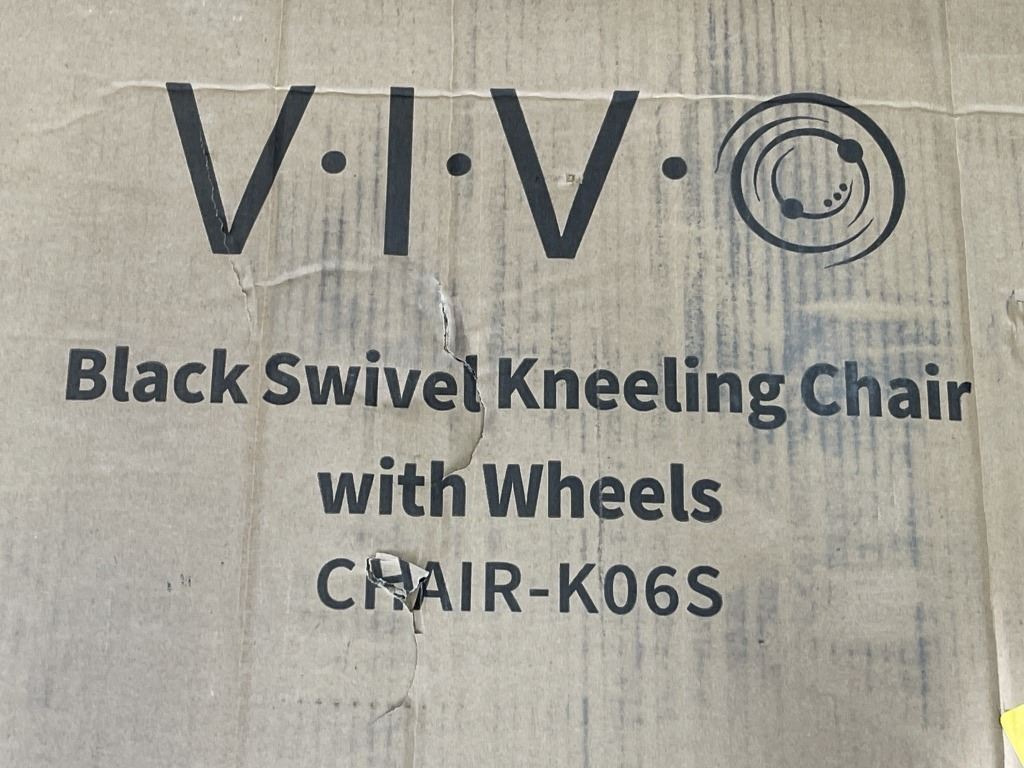 V·I·V·O
Black Swivel Kneeling Chair
with Wheels
CHAIR-K06S